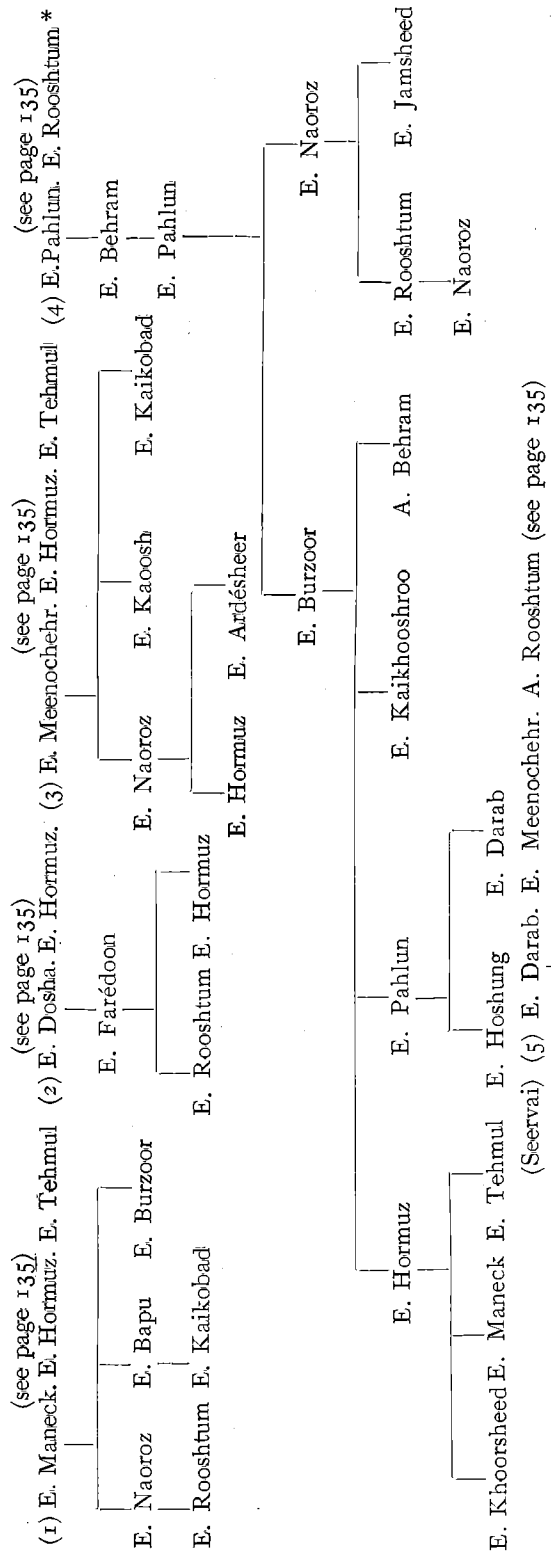 (see page 135) (see page 135) (see page 135) (see page 135)
(1) E. Maneck. E. Hormuz. E. Tehmul (2) E. Dosha. E. Hormuz. (3) E. Meenochehr. E. Hormuz. E. Tehmul (4) E. Pahlun. E. Rooshtum *
E. Naoroz E. Bapu E. Burzoor E. Farédoon E. Naoroz E. Kaoosh E. Kaikobad E. Behram
E. Rooshtum E. Kaikobad E. Rooshtum E. Hormuz E. Hormuz E. Ardésheer E. Pahlun
E. Burzoor E. Naoroz
E. Hormuz E. Pahlun E. Kaikhooshroo A. Behram E. Rooshtum E. Jamsheed
E. Khoorsheed E. Maneck E. Tehmul E. Hoshung E. Darab E. Naoroz
(Seervai) (5) E. Darab. E. Meenochehr. A. Rooshtum (see page 135)